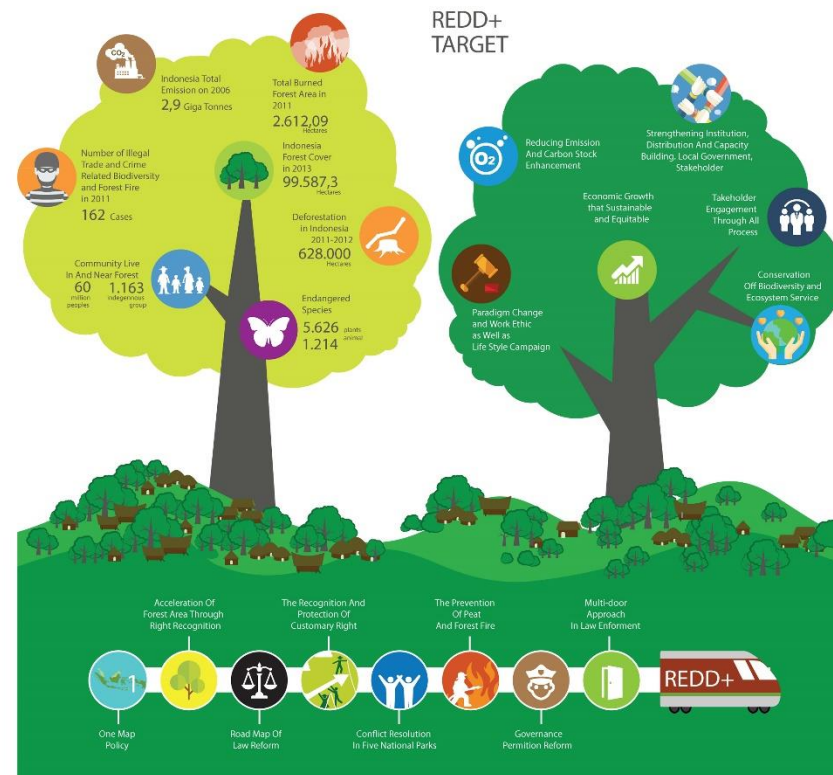 REDD+
TARGET
CO2
Indonesia Total
Emission on 2006
2,9 Giga Tonnes
Total Burned
Forest Area in
2011
2.612,09
Hectares
Number of Illegal
Trade and Crime
Related Biodiversity
and Forest Fire
in 2011
162 Cases
Indonesia
Forest Cover
in 2013
99.587,3
Hectares
Deforestation
in Indonesia
2011-2012
628.000
Hectares
Community Live
In And Near Forest
60 1.163
million indegennous
peoples group
Endangered
Species
5.626 plants
1.214 animal
O2
Reducing Emission
And Carbon Stock
Enhancement
Strengthening Institution,
Distribution And Capacity
Building, Local Government,
Stakeholder
Economic Growth
that Sustainable
and Equitable
Takeholder
Engagement
Through All
Process
Paradigm Change
and Work Ethic
as Well as
Life Style Campaign
Conservation
Off Biodiversity and
Ecosystem Service
Acceleration Of
Forest Area Through
Right Recognition
The Recognition And
Protection Of
Customary Right
The Prevention
Of Peat
And Forest Fire
Multi-door
Approach
In Law Enforment
1
REDD+
One Map
Policy
Road Map Of
Law Reform
Conflict Resolution
In Five National Parks
Governance
Permition Reform